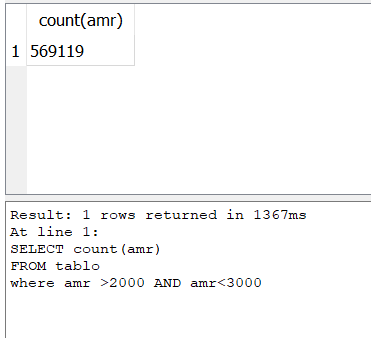 count(amr)
1 569119
Result: 1 rows returned in 1367ms
At line 1:
SELECT count(amr)
FROM tablo
where amr >2000 AND amr<3000